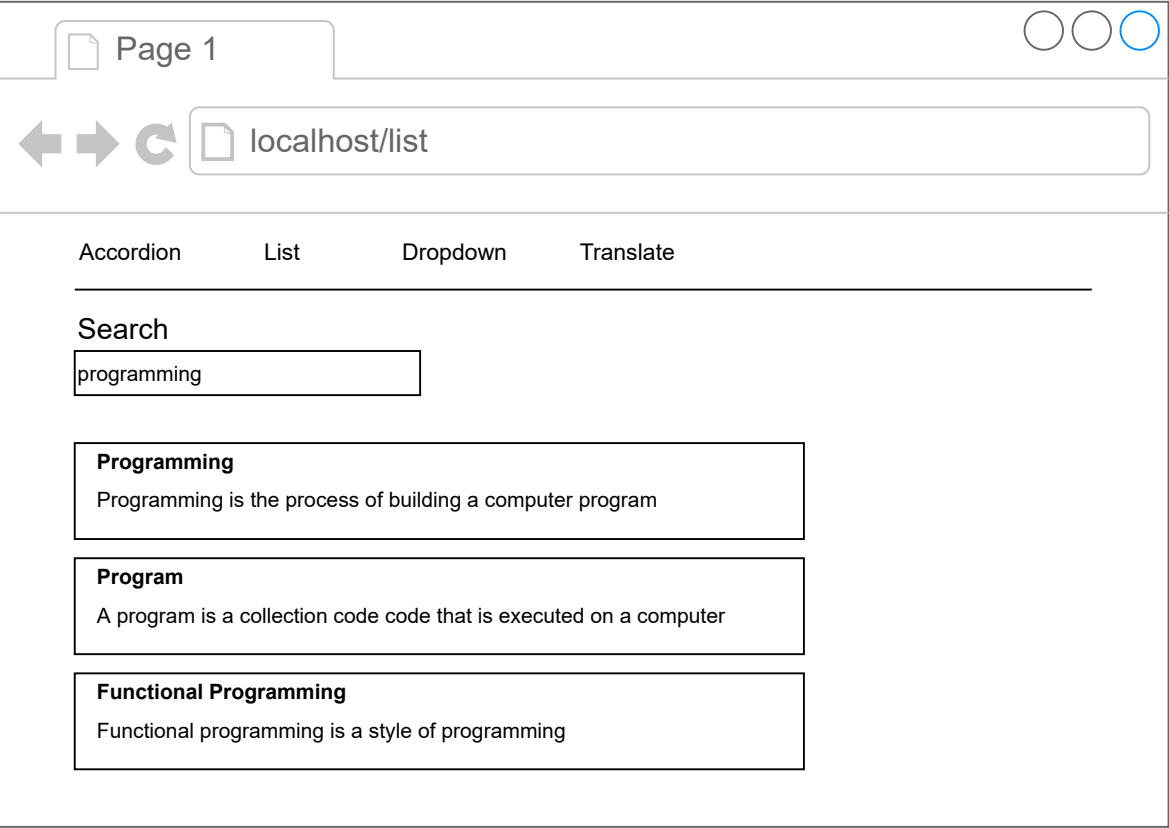 Page 1
localhost/list
Accordion List Dropdown Translate
Search
programming
Programming
Programming is the process of building a computer program
Program
A program is a collection code code that is executed on a computer
Functional Programming
Functional programming is a style of programming